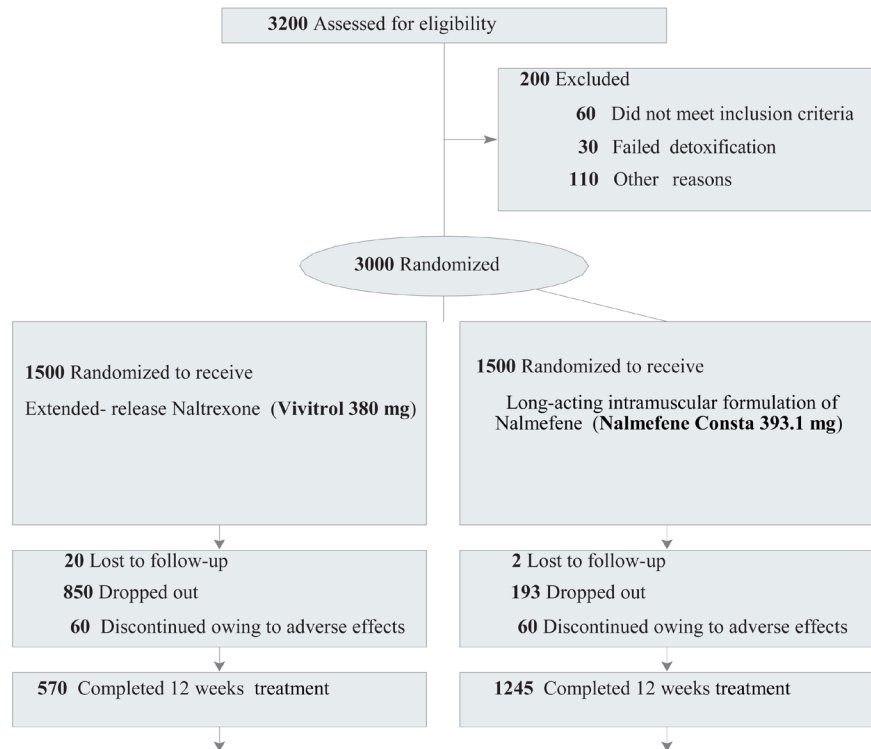 3200 Assessed for eligibility
200 Excluded
60 Did not meet inclusion criteria
30 Failed detoxification
110 Other reasons
3000 Randomized
1500 Randomized to receive
Extended- release Naltrexone (Vivitrol 380 mg)
1500 Randomized to receive
Long-acting intramuscular formulation of
Nalmefene (Nalmefene Consta 393.1 mg)
20 Lost to follow-up
850 Dropped out
60 Discontinued owing to adverse effects
2 Lost to follow-up
193 Dropped out
60 Discontinued owing to adverse effects
570 Completed 12 weeks treatment
1245 Completed 12 weeks treatment